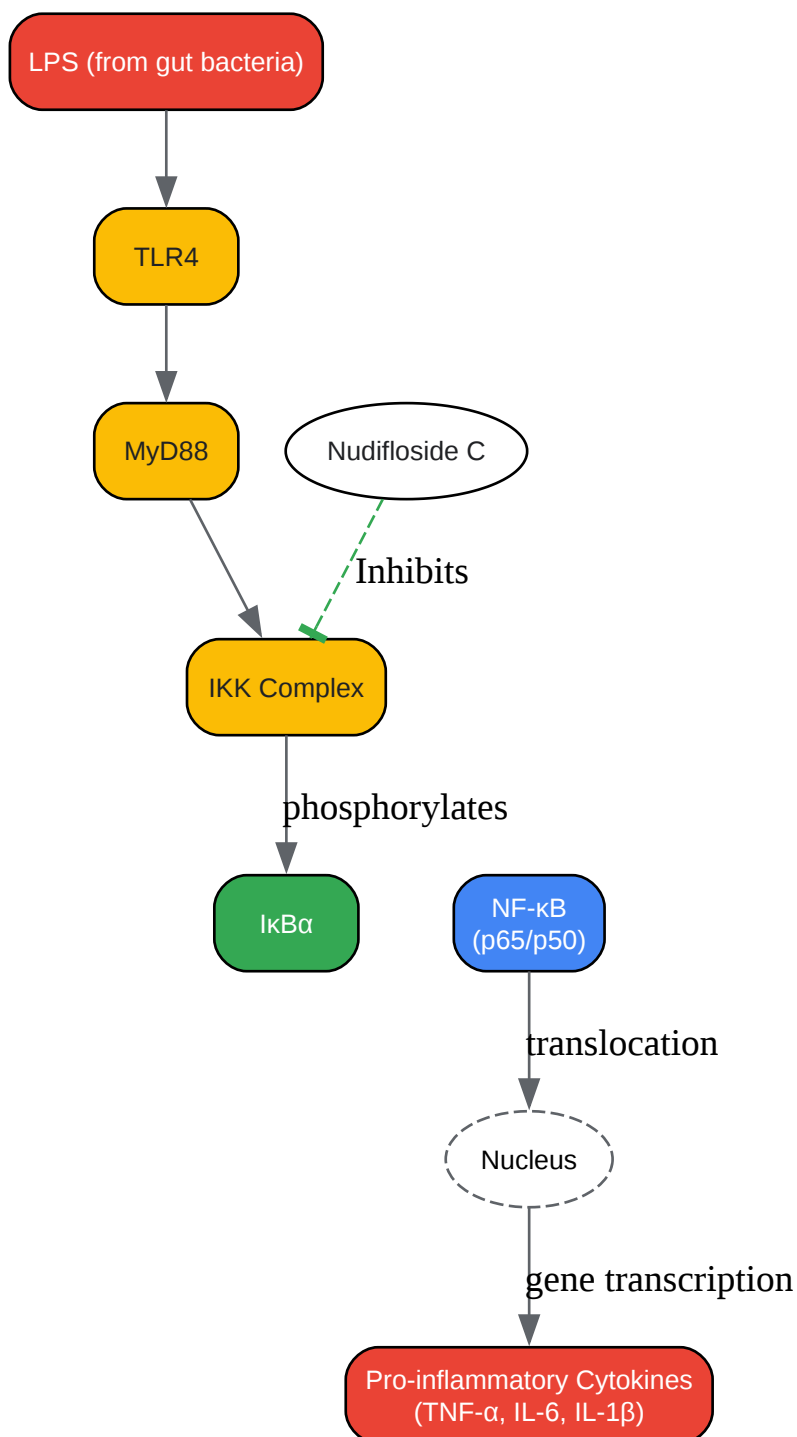 LPS (from gut bacteria)
TLR4
MyD88
Nudifloside C
Inhibits
IKK Complex
phosphorylates
IκBα
NF-κB
(p65/p50)
translocation
Nucleus
gene transcription
Pro-inflammatory Cytokines
(TNF-α, IL-6, IL-1β)